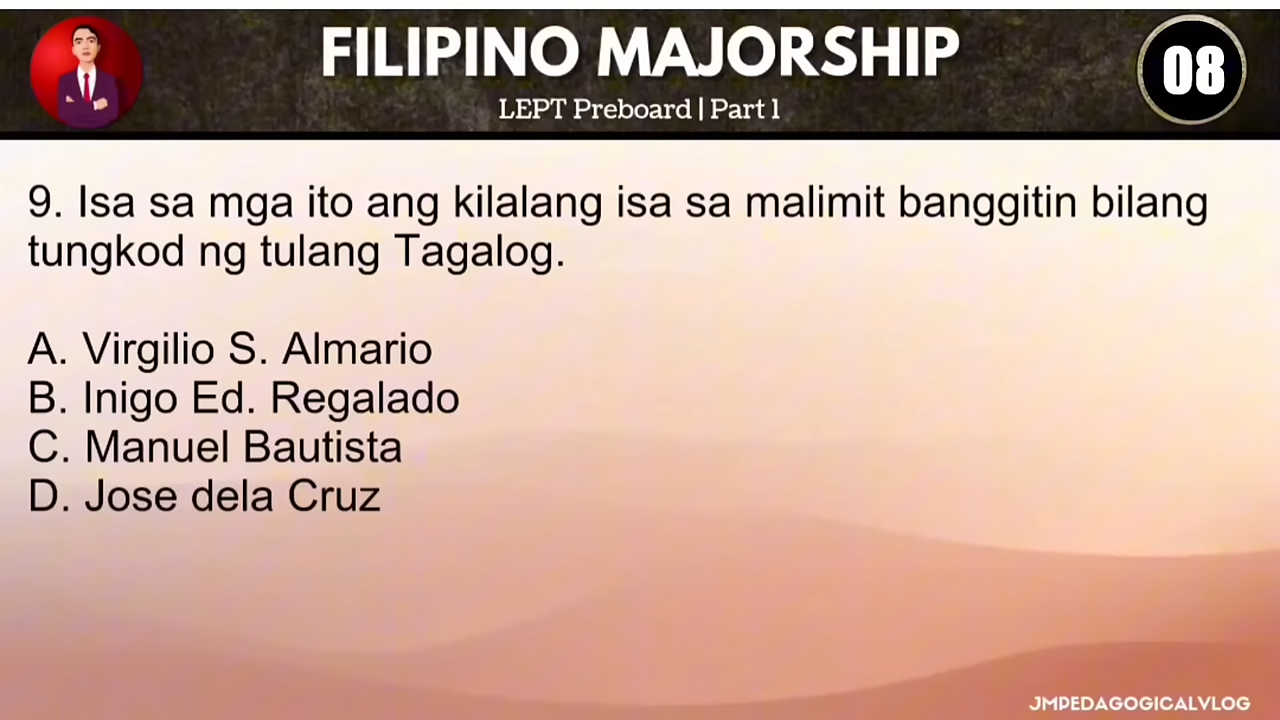 FILIPINO MAJORSHIP
LEPT Preboard | Part 1
08
9. Isa sa mga ito ang kilalang isa sa malimit banggitin bilang
tungkod ng tulang Tagalog.
A. Virgilio S. Almario
B. Inigo Ed. Regalado
C. Manuel Bautista
D. Jose dela Cruz
JMPEDAGOGICALVLOG